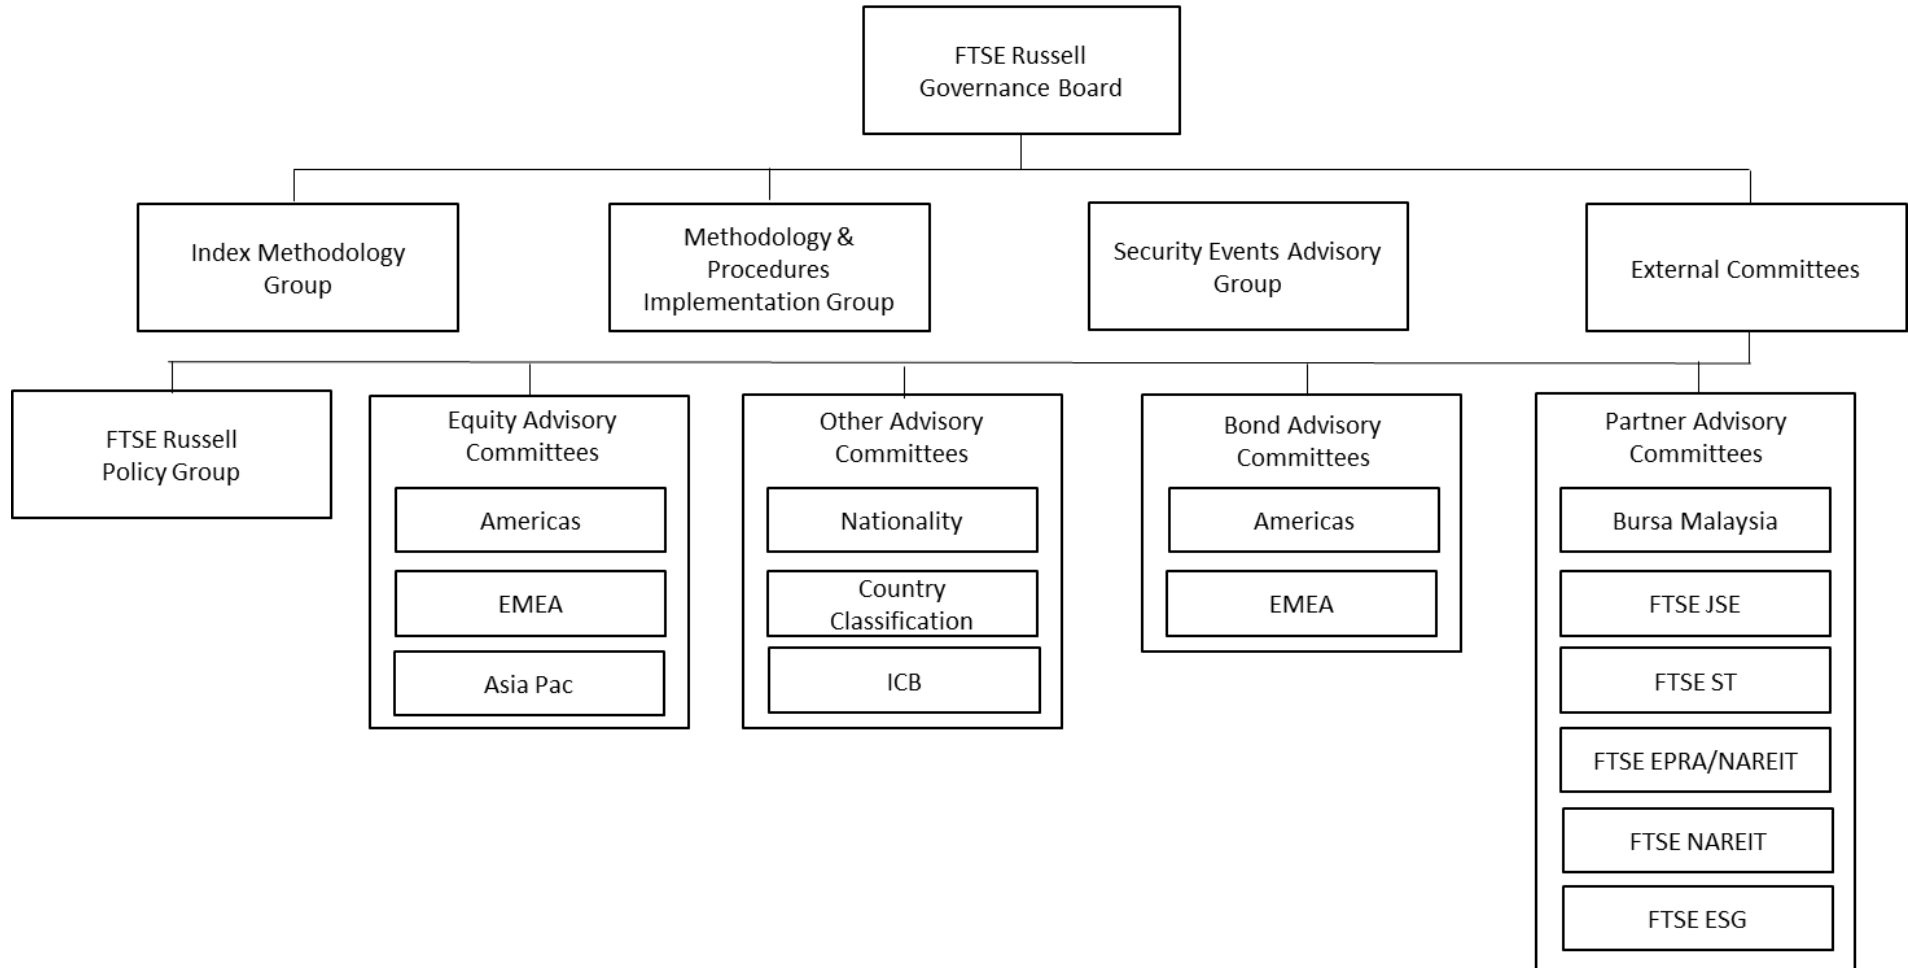 FTSE Russell
Governance Board
Index Methodology
Group
Methodology &
Procedures
Implementation Group
Security Events Advisory
Group
External Committees
FTSE Russell
Policy Group
Equity Advisory
Committees
Americas
EMEA
Asia Pac
Other Advisory
Committees
Nationality
Country
Classification
ICB
Bond Advisory
Committees
Americas
EMEA
Partner Advisory
Committees
Bursa Malaysia
FTSE JSE
FTSE ST
FTSE EPRA/NAREIT
FTSE NAREIT
FTSE ESG